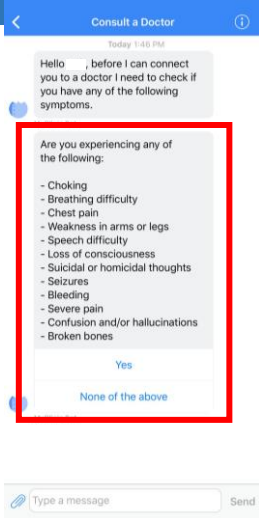 Consult a Doctor
Today 1:46 PM
Hello , before I can connect
you to a doctor I need to check if
you have any of the following
symptoms.
Are you experiencing any of
the following:
- Choking
- Breathing difficulty
- Chest pain
- Weakness in arms or legs
- Speech difficulty
- Loss of consciousness
- Suicidal or homicidal thoughts
- Seizures
- Bleeding
- Severe pain
- Confusion and/or hallucinations
- Broken bones
Yes
None of the above
Type a message
Send